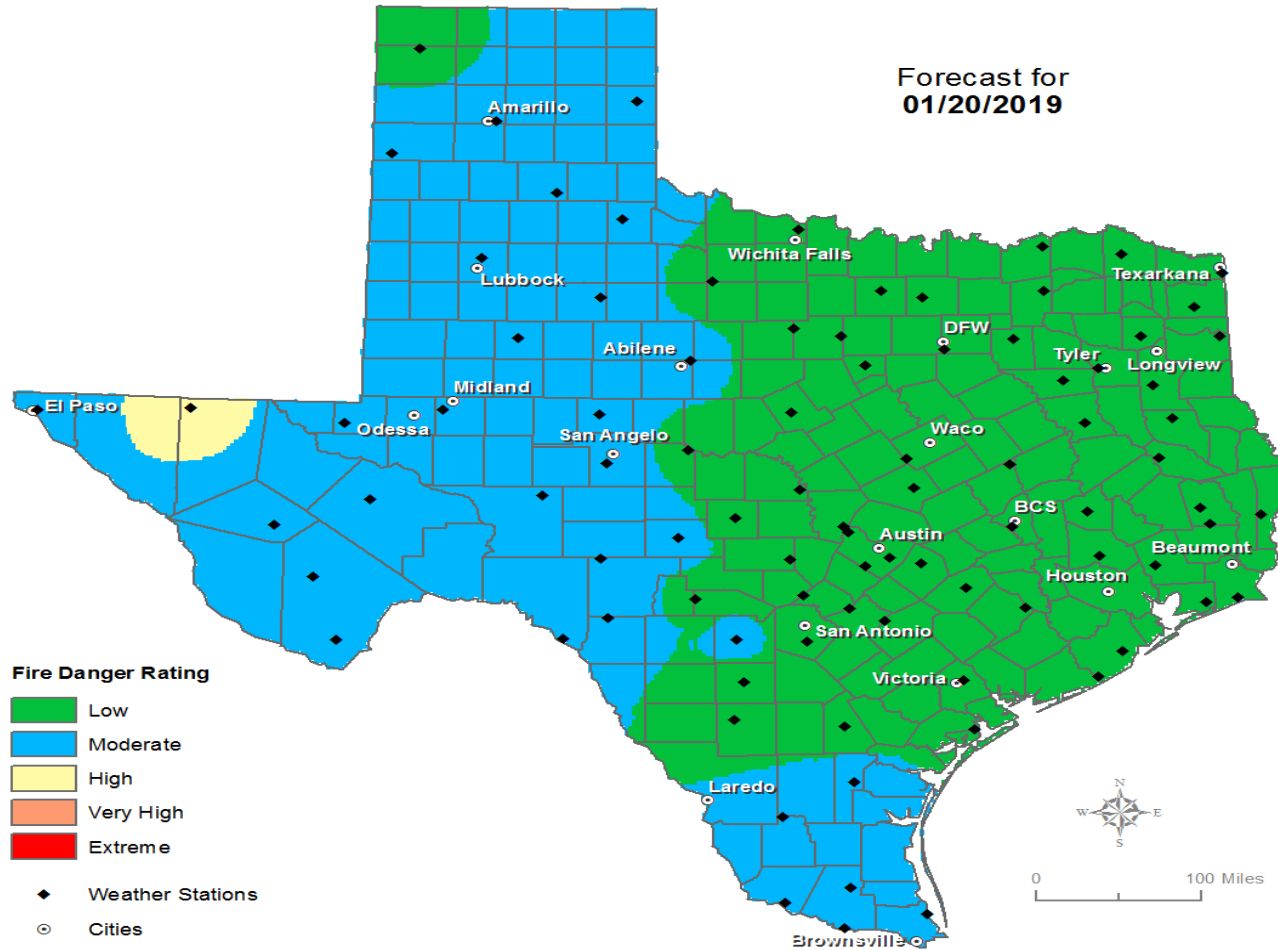 Forecast for
01/20/2019
Amarillo
Wichita Falls
Lubbock
Texarkana
DFW
Abilene
Tyler
Longview
Midland
El Paso
Odessa
San Angelo
Waco
BCS
Austin
Beaumont
Houston
San Antonio
Victoria
Laredo
Brownsville
Fire Danger Rating
Low
Moderate
High
Very High
Extreme
Weather Stations
Cities
N
W E
S
0 100 Miles